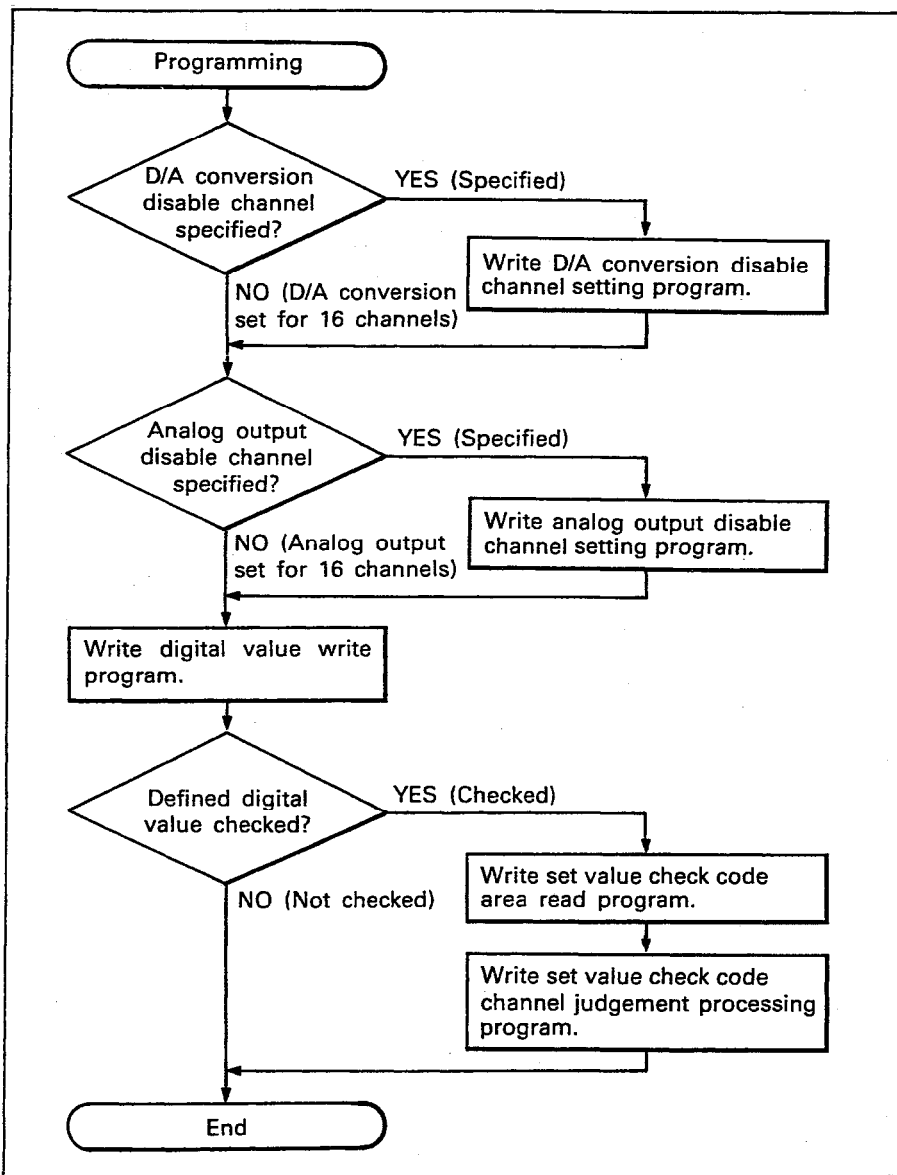 Programming
D/A conversion
disable channel
specified?
YES (Specified)
Write D/A conversion disable
channel setting program.
NO (D/A conversion
set for 16 channels)
Analog output
disable channel
specified?
YES (Specified)
Write analog output disable
channel setting program.
NO (Analog output
set for 16 channels)
Write digital value write
program.
Defined digital
value checked?
YES (Checked)
Write set value check code
area read program.
NO (Not checked)
Write set value check code
channel judgement processing
program.
End